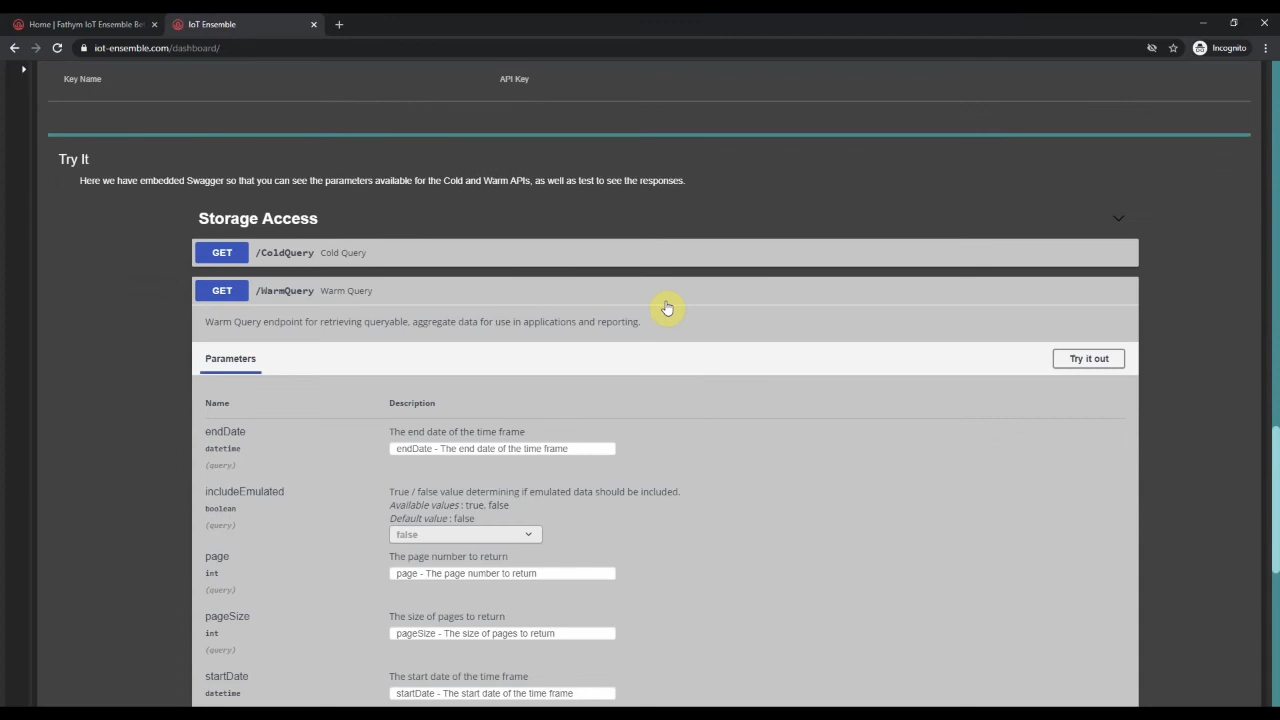 Home | Fathym IoT Ensemble Bet
IoT Ensemble
iot-ensemble.com/dashboard/
Incognito
Key Name
API Key
Try It
Here we have embedded Swagger so that you can see the parameters available for the Cold and Warm APIs, as well as test to see the responses.
Storage Access
GET /ColdQuery Cold Query
GET /WarmQuery Warm Query
Warm Query endpoint for retrieving queryable, aggregate data for use in applications and reporting.
Parameters
Try it out
Name
Description
endDate
The end date of the time frame
datetime
endDate - The end date of the time frame
(query)
includeEmulated
True / false value determining if emulated data should be included.
boolean
Available values : true, false
Default value : false
(query)
false
page
The page number to return
int
page - The page number to return
(query)
pageSize
The size of pages to return
int
pageSize - The size of pages to return
(query)
startDate
The start date of the time frame
datetime
startDate - The start date of the time frame